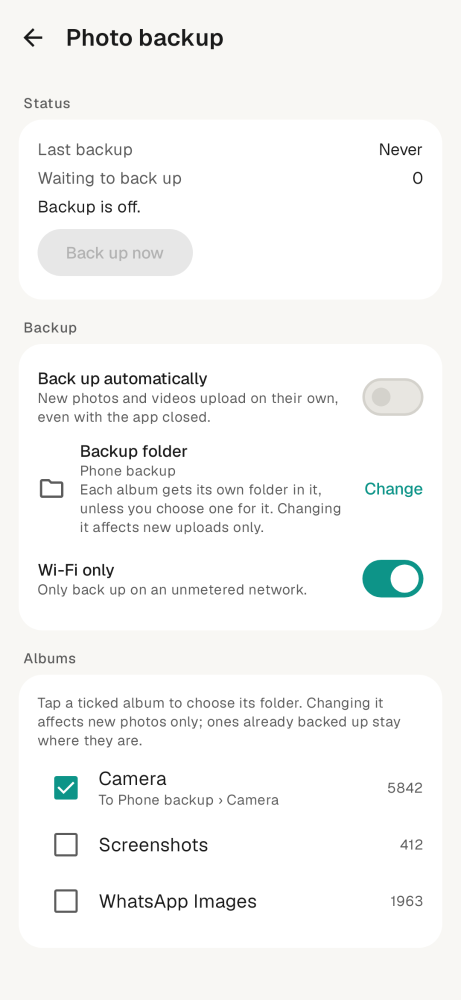 Photo backup
Status
Last backup Never
Waiting to back up 0
Backup is off.
Back up now
Backup
Back up automatically
New photos and videos upload on their own,
even with the app closed.
Backup folder
Phone backup
Each album gets its own folder in it,
unless you choose one for it. Changing
it affects new uploads only.
Change
Wi-Fi only
Only back up on an unmetered network.
Albums
Tap a ticked album to choose its folder. Changing it
affects new photos only; ones already backed up stay
where they are.
Camera 5842
To Phone backup › Camera
Screenshots 412
WhatsApp Images 1963